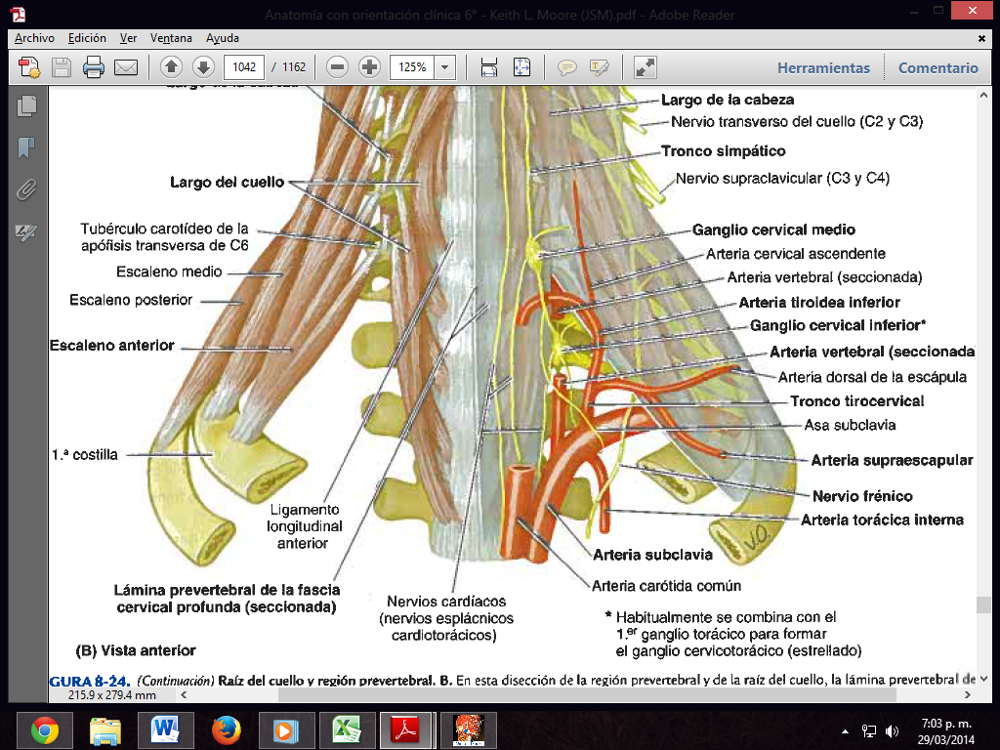 Anatomía con orientación clínica 6° - Keith L. Moore (JSM).pdf - Adobe Reader
Archivo Edición Ver Ventana Ayuda
1042 / 1162
125%
Herramientas
Comentario
Largo de la cabeza
Largo del cuello
Tubérculo carotídeo de la
apófisis transversa de C6
Escaleno medio
Escaleno posterior
Escaleno anterior
1.ª costilla
Ligamento
longitudinal
anterior
Lámina prevertebral de la fascia
cervical profunda (seccionada)
(B) Vista anterior
Nervios cardíacos
(nervios esplácnicos
cardiotorácicos)
Largo de la cabeza
Nervio transverso del cuello (C2 y C3)
Tronco simpático
Nervio supraclavicular (C3 y C4)
Ganglio cervical medio
Arteria cervical ascendente
Arteria vertebral (seccionada)
Arteria tiroidea inferior
Ganglio cervical inferior*
Arteria vertebral (seccionada
Arteria dorsal de la escápula
Tronco tirocervical
Asa subclavia
Arteria supraescapular
Nervio frénico
Arteria torácica interna
V.O.
Arteria subclavia
Arteria carótida común
* Habitualmente se combina con el
1.er ganglio torácico para formar
el ganglio cervicotorácico (estrellado)
GURA 8-24. (Continuación) Raíz del cuello y región prevertebral. B. En esta disección de la región prevertebral y de la raíz del cuello, la lámina prevertebral de
215.9 x 279.4 mm
7:03 p. m.
29/03/2014